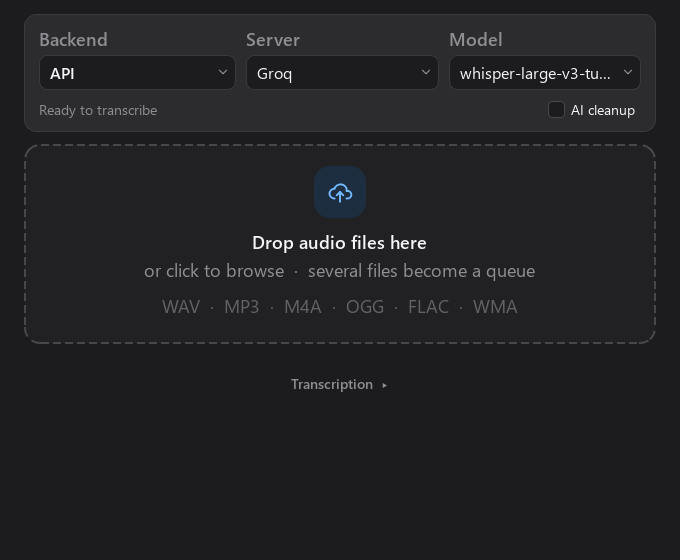 Backend Server Model
API Groq whisper-large-v3-tu...
Ready to transcribe AI cleanup
Drop audio files here
or click to browse · several files become a queue
WAV · MP3 · M4A · OGG · FLAC · WMA
Transcription ▸